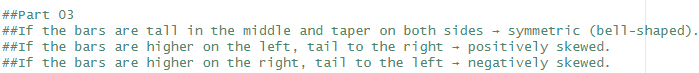 ##Part 03
##If the bars are tall in the middle and taper on both sides → symmetric (bell-shaped).
##If the bars are higher on the left, tail to the right → positively skewed.
##If the bars are higher on the right, tail to the left → negatively skewed.